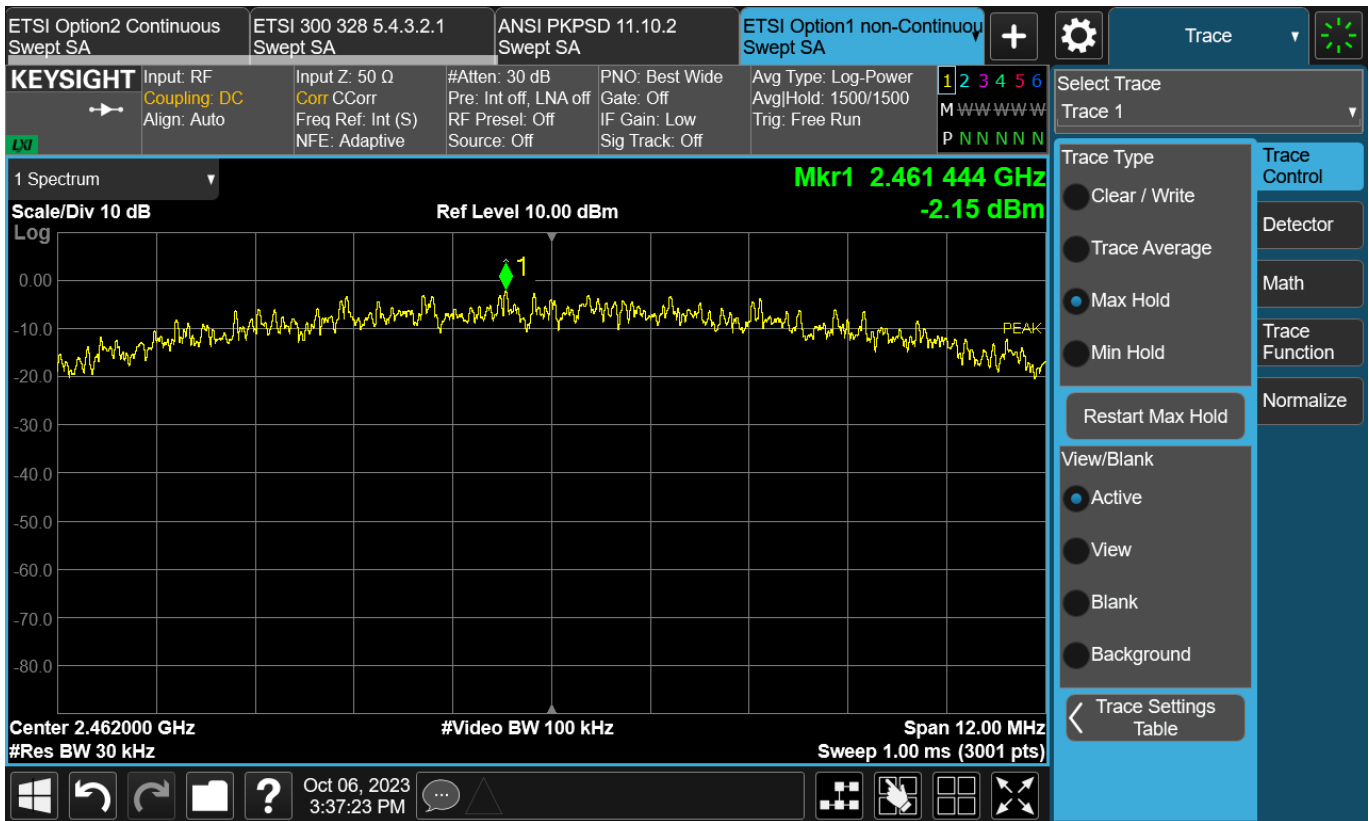 ETSI Option2 Continuous
Swept SA
ETSI 300 328 5.4.3.2.1
Swept SA
ANSI PKPSD 11.10.2
Swept SA
ETSI Option1 non-Continuou
Swept SA
+
Trace
KEYSIGHT
LXI
Input: RF
Coupling: DC
Align: Auto
Input Z: 50 Ω
Corr CCorr
Freq Ref: Int (S)
NFE: Adaptive
#Atten: 30 dB
Pre: Int off, LNA off
RF Presel: Off
Source: Off
PNO: Best Wide
Gate: Off
IF Gain: Low
Sig Track: Off
Avg Type: Log-Power
Avg|Hold: 1500/1500
Trig: Free Run
1 2 3 4 5 6
M W W W W W
P N N N N N
1 Spectrum
Mkr1 2.461 444 GHz
Scale/Div 10 dB
Ref Level 10.00 dBm
-2.15 dBm
Log
1
0.00
-10.0
PEAK
-20.0
-30.0
-40.0
-50.0
-60.0
-70.0
-80.0
Center 2.462000 GHz
#Video BW 100 kHz
Span 12.00 MHz
#Res BW 30 kHz
Sweep 1.00 ms (3001 pts)
Select Trace
Trace 1
Trace Type
Clear / Write
Trace Average
Max Hold
Min Hold
Restart Max Hold
View/Blank
Active
View
Blank
Background
Trace Settings
Table
Trace
Control
Detector
Math
Trace
Function
Normalize
?
Oct 06, 2023
3:37:23 PM